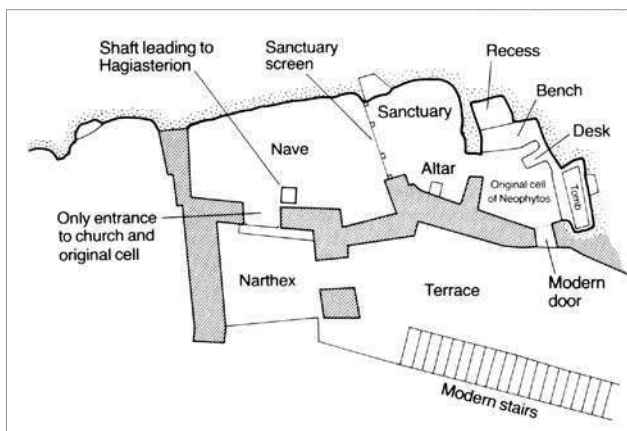 Shaft leading to
Hagiasterion
Sanctuary
screen
Recess
Bench
Sanctuary
Desk
Nave
Altar
Original cell
of Neophytos
Tomb
Only entrance
to church and
original cell
Narthex
Terrace
Modern
door
Modern stairs